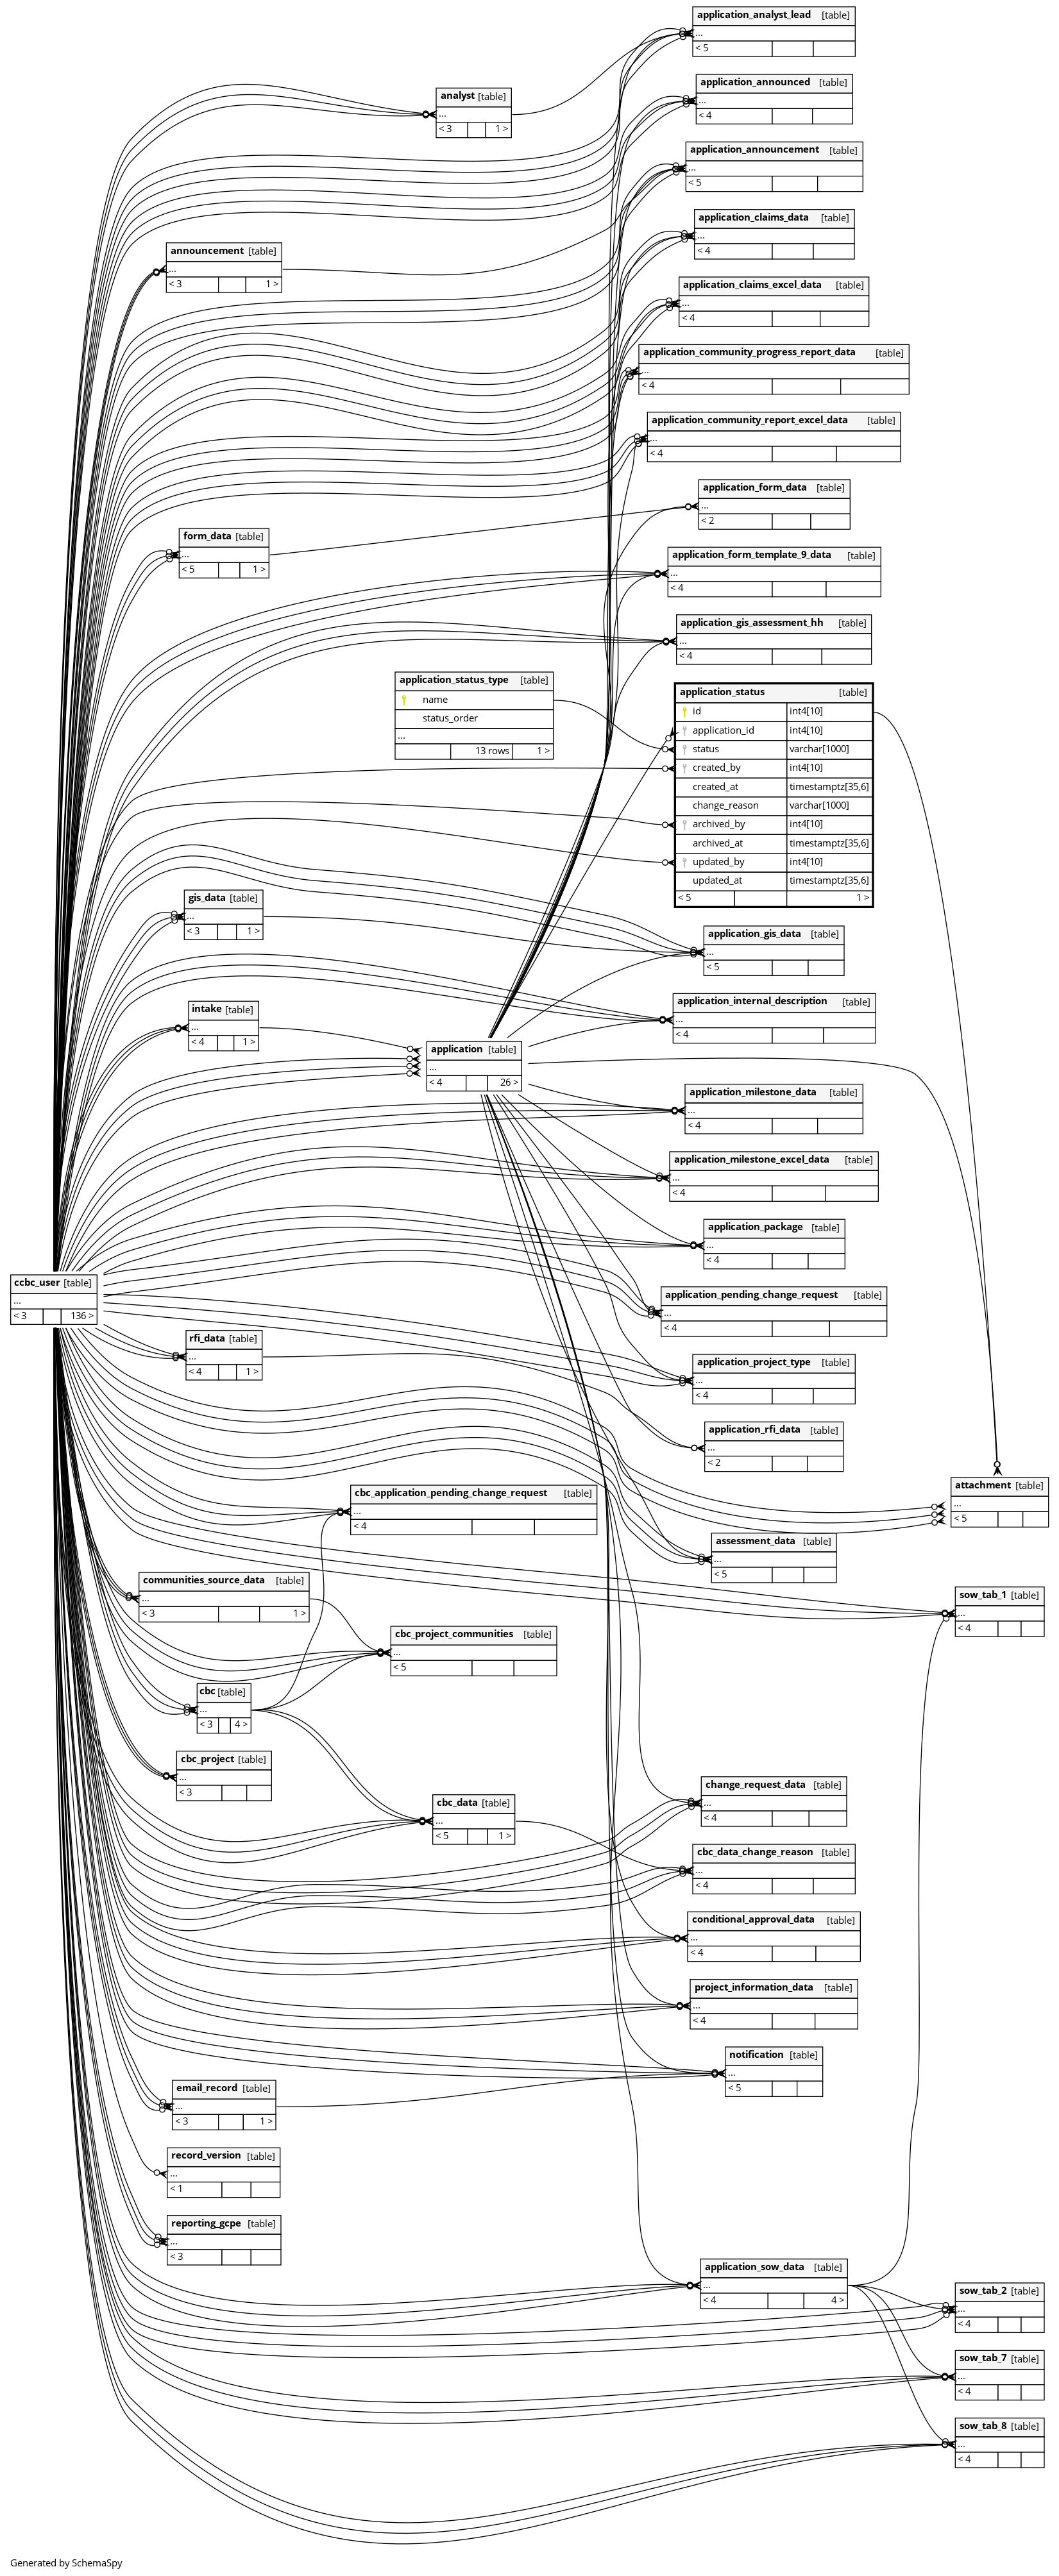 application_analyst_lead [table]
...
< 5
application_announced [table]
...
< 4
analyst [table]
...
< 3 1 >
application_announcement [table]
...
< 5
application_claims_data [table]
...
< 4
announcement [table]
...
< 3 1 >
application_claims_excel_data [table]
...
< 4
application_community_progress_report_data [table]
...
< 4
application_community_report_excel_data [table]
...
< 4
application_form_data [table]
...
< 2
form_data [table]
...
< 5 1 >
application_form_template_9_data [table]
...
< 4
application_gis_assessment_hh [table]
...
< 4
application_status_type [table]
name
status_order
...
13 rows 1 >
application_status [table]
id int4[10]
application_id int4[10]
status varchar[1000]
created_by int4[10]
created_at timestamptz[35,6]
change_reason varchar[1000]
archived_by int4[10]
archived_at timestamptz[35,6]
updated_by int4[10]
updated_at timestamptz[35,6]
< 5 1 >
gis_data [table]
...
< 3 1 >
application_gis_data [table]
...
< 5
intake [table]
...
< 4 1 >
application_internal_description [table]
...
< 4
application [table]
...
< 4 26 >
application_milestone_data [table]
...
< 4
application_milestone_excel_data [table]
...
< 4
application_package [table]
...
< 4
ccbc_user [table]
...
< 3 136 >
application_pending_change_request [table]
...
< 4
rfi_data [table]
...
< 4 1 >
application_project_type [table]
...
< 4
application_rfi_data [table]
...
< 2
attachment [table]
...
< 5
cbc_application_pending_change_request [table]
...
< 4
assessment_data [table]
...
< 5
communities_source_data [table]
...
< 3 1 >
sow_tab_1 [table]
...
< 4
cbc_project_communities [table]
...
< 5
cbc [table]
...
< 3 4 >
cbc_project [table]
...
< 3
change_request_data [table]
...
< 4
cbc_data [table]
...
< 5 1 >
cbc_data_change_reason [table]
...
< 4
conditional_approval_data [table]
...
< 4
project_information_data [table]
...
< 4
notification [table]
...
< 5
email_record [table]
...
< 3 1 >
record_version [table]
...
< 1
reporting_gcpe [table]
...
< 3
application_sow_data [table]
...
< 4 4 >
sow_tab_2 [table]
...
< 4
sow_tab_7 [table]
...
< 4
sow_tab_8 [table]
...
< 4
Generated by SchemaSpy